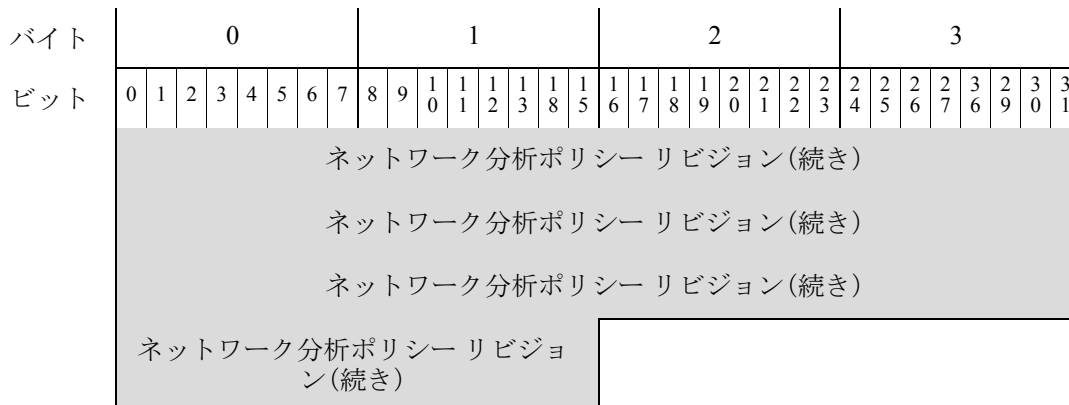 バイト 0 1 2 3
ビット 0 1 2 3 4 5 6 7 8 9 10 11 12 13 18 15 16 17 18 19 20 21 22 23 24 25 26 27 36 29 30 31
ネットワーク分析ポリシー リビジョン(続き)
ネットワーク分析ポリシー リビジョン(続き)
ネットワーク分析ポリシー リビジョン(続き)
ネットワーク分析ポリシー リビジョ
ン(続き)